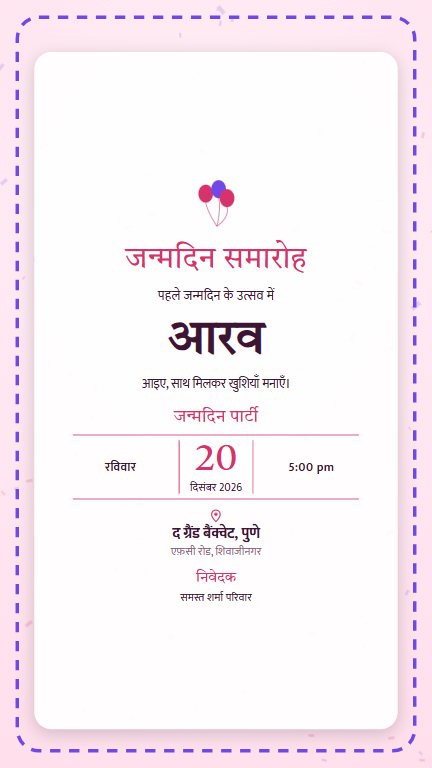 जन्मदिन समारोह
पहले जन्मदिन के उत्सव में
आरव
आइए, साथ मिलकर खुशियाँ मनाएँ।
जन्मदिन पार्टी
रविवार
20
दिसंबर 2026
5:00 pm
द ग्रैंड बैंक्वेट, पुणे
एफ़सी रोड, शिवाजीनगर
निवेदक
समस्त शर्मा परिवार